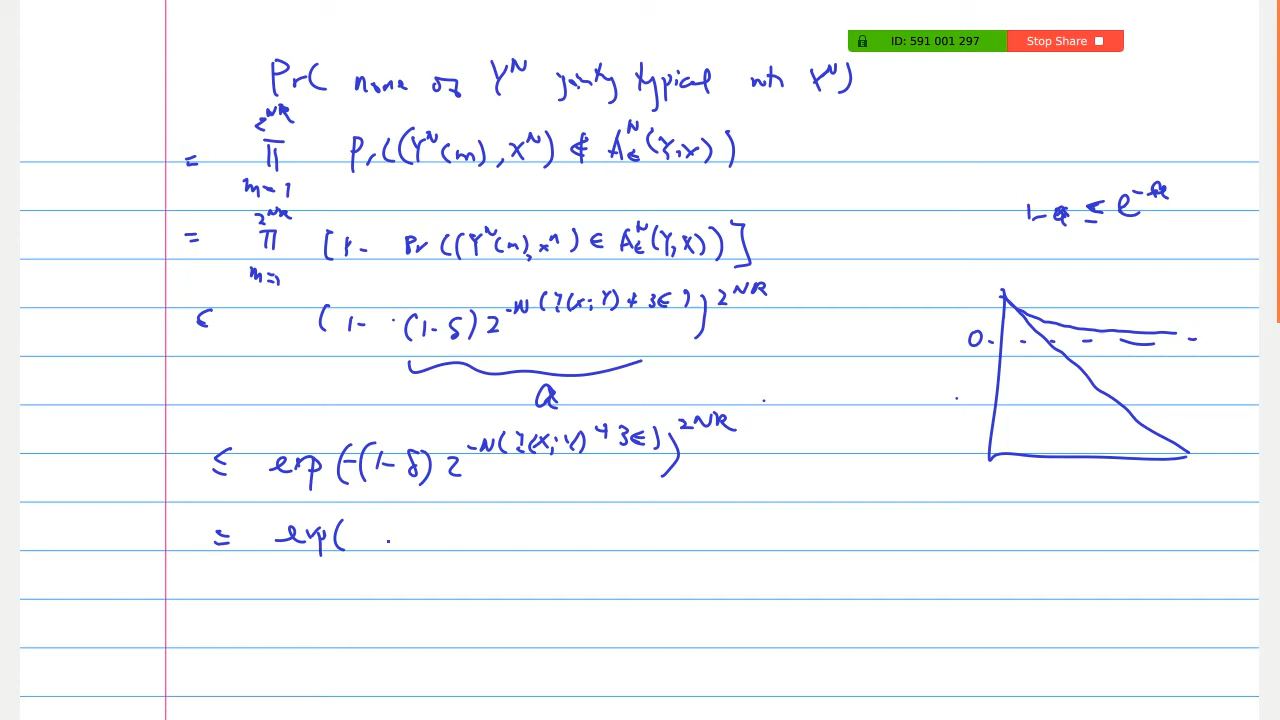 ID: 591 001 297 Stop Share
Pr( none of Y^N jointly typical with X^N)
= ∏_{m=1}^{2^{NR}} Pr((Y^N(m), X^N) ∉ A_ε^N(Y,X))
1-a ≤ e^{-a}
= ∏_{m=1}^{2^{NR}} [1 - Pr((Y^N(m), X^N) ∈ A_ε^N(Y,X))]
≤ (1 - (1-δ) 2^{-N(I(X;Y)+3ε)})^{2^{NR}}
0
a
≤ exp(-(1-δ) 2^{-N(I(X;Y)+3ε)})^{2^{NR}}
= exp(